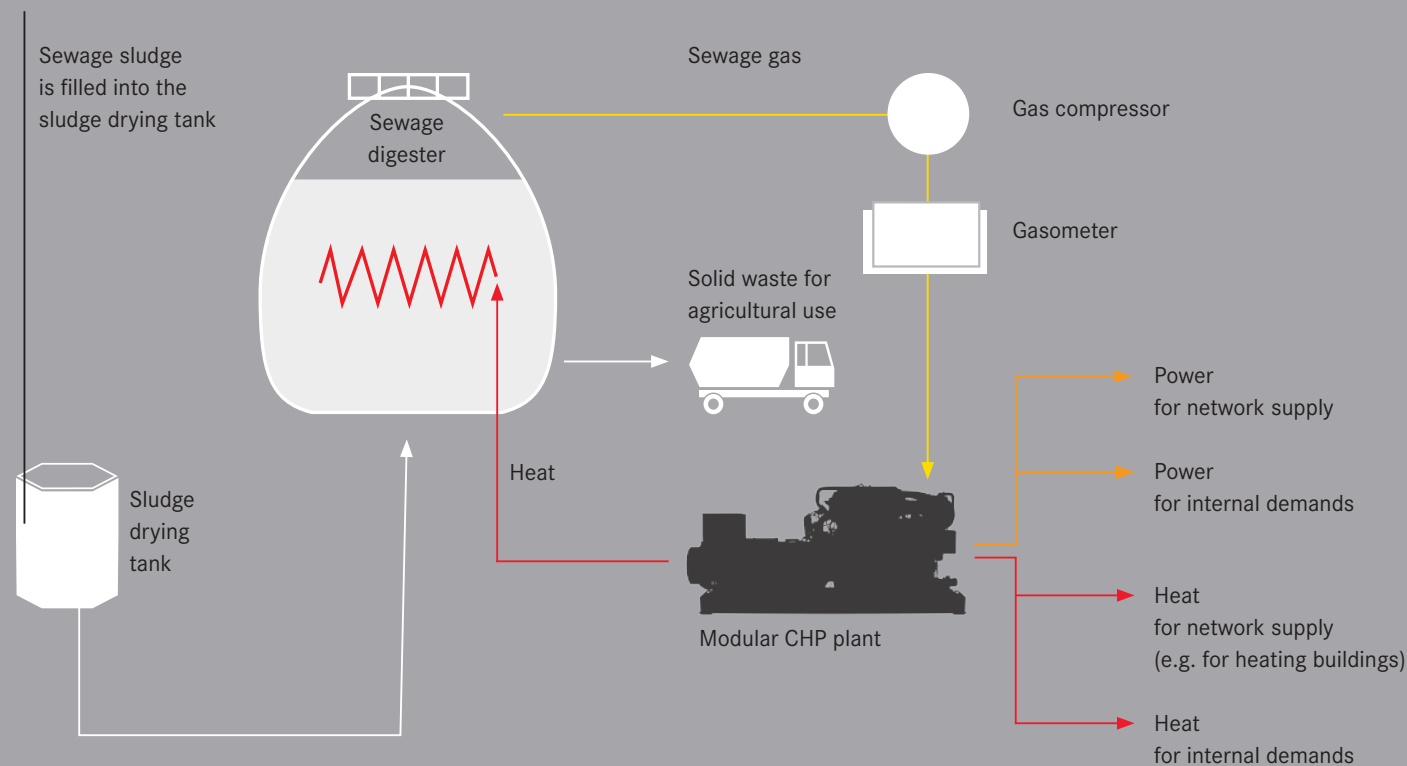 Sewage sludge
is filled into the
sludge drying tank
Sewage
digester
Sewage gas
Gas compressor
Gasometer
Solid waste for
agricultural use
Power
for network supply
Power
for internal demands
Heat
Sludge
drying
tank
Modular CHP plant
Heat
for network supply
(e.g. for heating buildings)
Heat
for internal demands